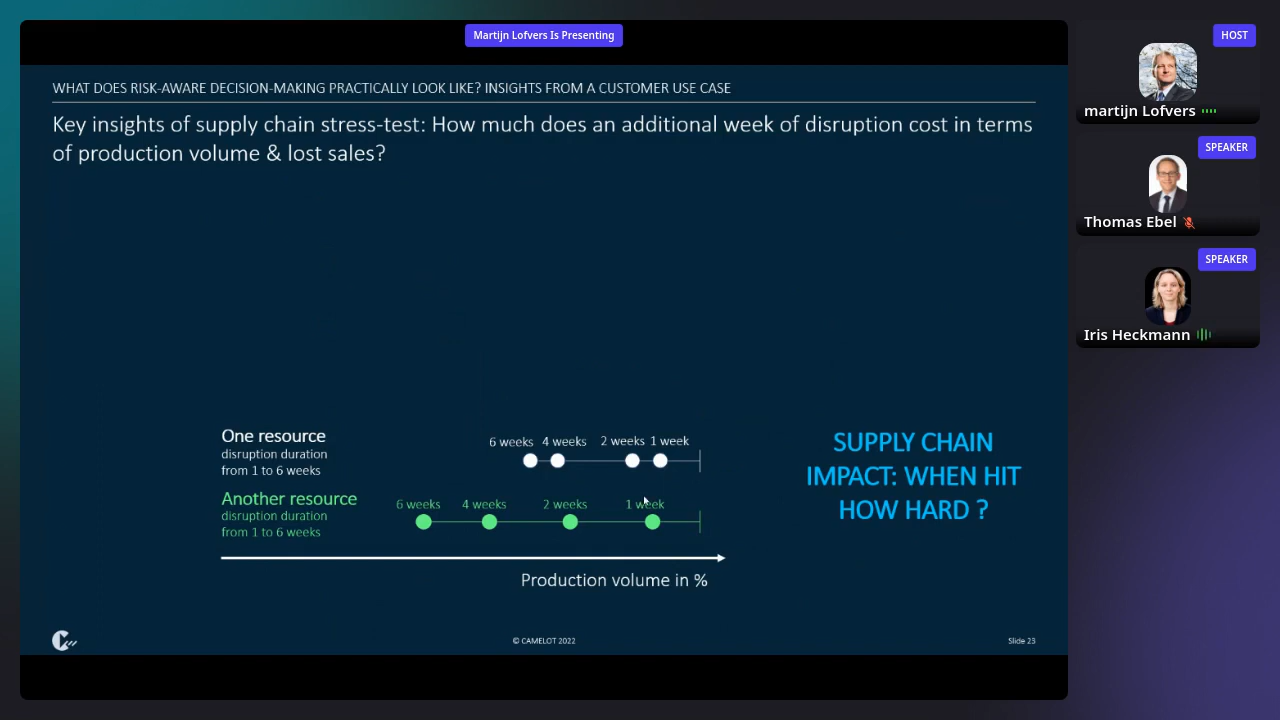 Martijn Lofvers Is Presenting
WHAT DOES RISK-AWARE DECISION-MAKING PRACTICALLY LOOK LIKE? INSIGHTS FROM A CUSTOMER USE CASE
Key insights of supply chain stress-test: How much does an additional week of disruption cost in terms
of production volume & lost sales?
One resource
disruption duration
from 1 to 6 weeks
6 weeks 4 weeks 2 weeks 1 week
Another resource
disruption duration
from 1 to 6 weeks
6 weeks 4 weeks 2 weeks 1 week
Production volume in %
SUPPLY CHAIN
IMPACT: WHEN HIT
HOW HARD ?
© CAMELOT 2022
Slide 23
HOST
martijn Lofvers
SPEAKER
Thomas Ebel
SPEAKER
Iris Heckmann